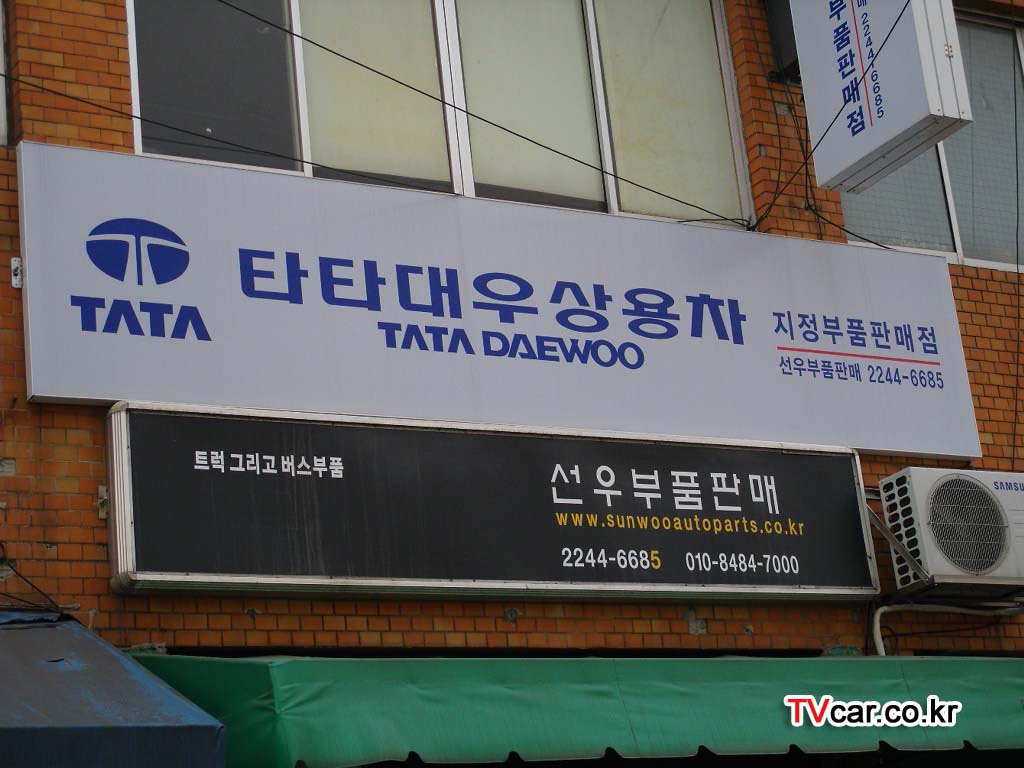 부품판매점
2244-6685
TATA
타타대우상용차
TATA DAEWOO
지정부품판매점
선우부품판매 2244-6685
트럭 그리고 버스부품
선우부품판매
www.sunwooautoparts.co.kr
2244-6685 010-8484-7000
SAMSU
TVcar.co.kr